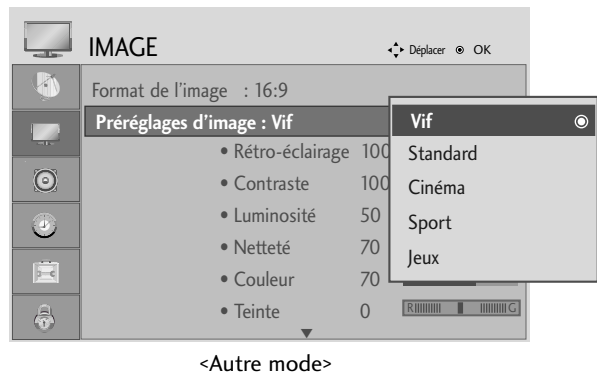 IMAGE Déplacer OK
Format de l'image : 16:9
Préréglages d'image : Vif
• Rétro-éclairage 100
• Contraste 100
• Luminosité 50
• Netteté 70
• Couleur 70
• Teinte 0 R G
Vif
Standard
Cinéma
Sport
Jeux
<Autre mode>